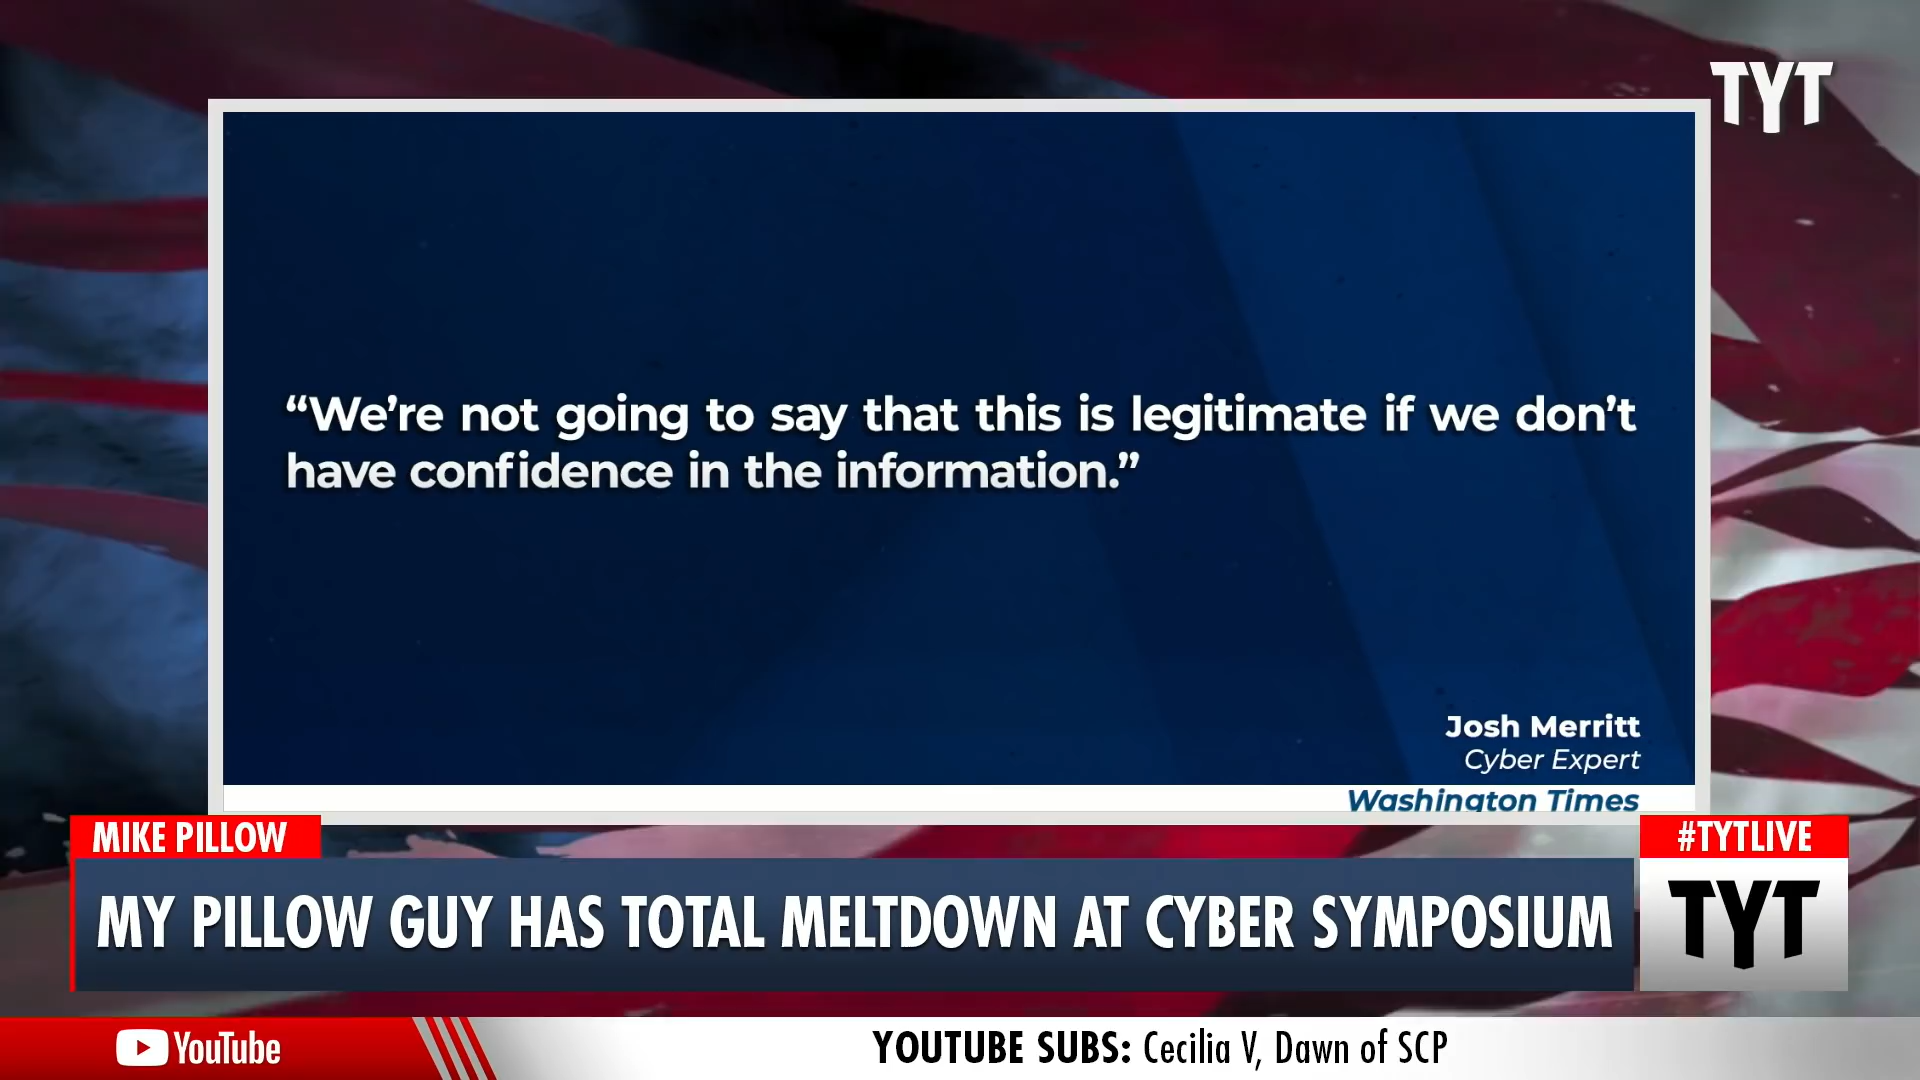 TYT
“We’re not going to say that this is legitimate if we don’t
have confidence in the information.”
Josh Merritt
Cyber Expert
Washington Times
MIKE PILLOW
#TYTLIVE
MY PILLOW GUY HAS TOTAL MELTDOWN AT CYBER SYMPOSIUM
TYT
YouTube
YOUTUBE SUBS: Cecilia V, Dawn of SCP